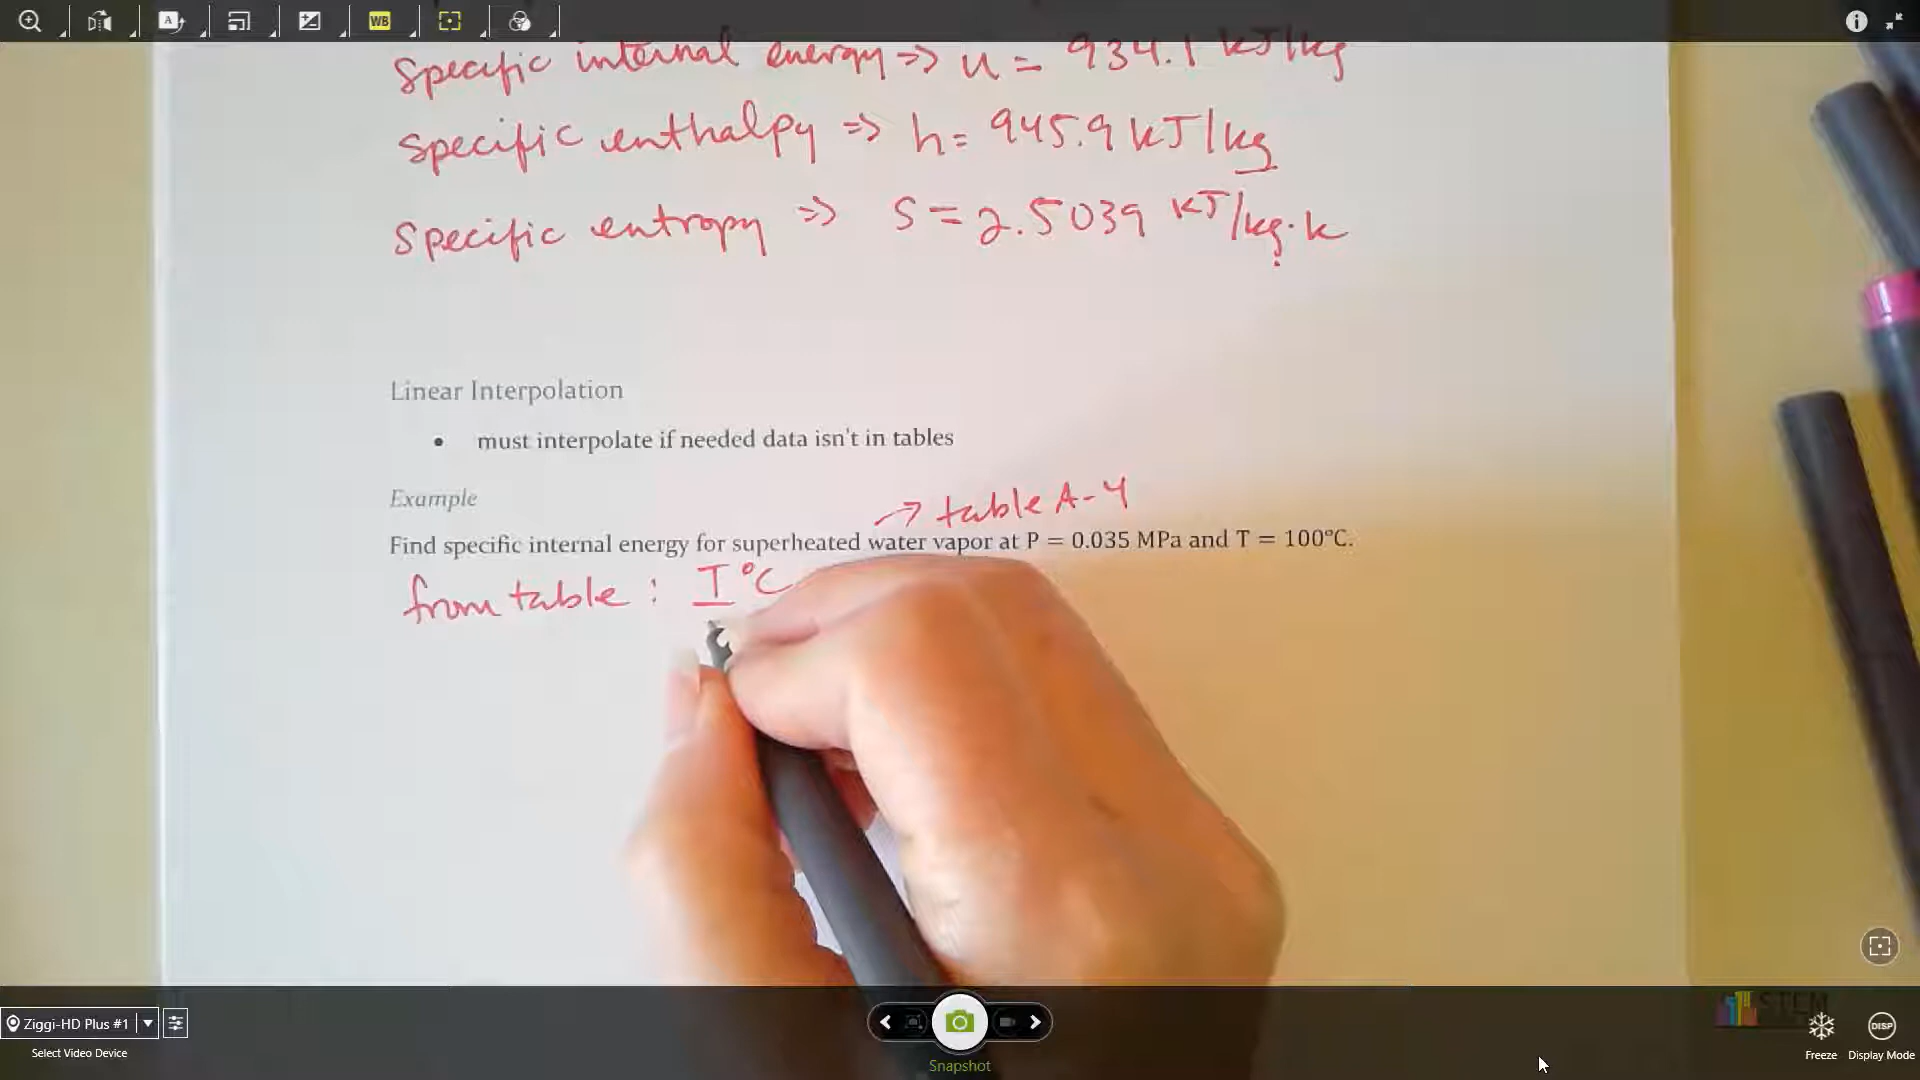 Specific internal energy => u = 934.1 kJ/kg
Specific enthalpy => h = 945.9 kJ/kg
Specific entropy => s = 2.5039 kJ/kg·k
Linear Interpolation
• must interpolate if needed data isn't in tables
Example
→ table A-4
Find specific internal energy for superheated water vapor at P = 0.035 MPa and T = 100°C.
from table : T °C
Ziggi-HD Plus #1
Select Video Device
Snapshot
STEM
Freeze
DISP
Display Mode
WB
A